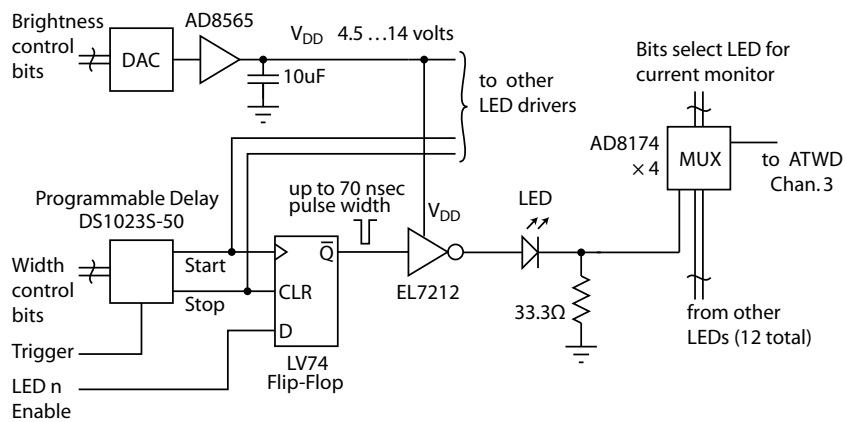 Brightness
control
bits
DAC
AD8565
V_DD 4.5 …14 volts
10uF
to other
LED drivers
Bits select LED for
current monitor
AD8174
× 4
MUX
to ATWD
Chan. 3
Programmable Delay
DS1023S-50
up to 70 nsec
pulse width
V_DD
LED
Width
control
bits
Start
Stop
Q̅
CLR
D
EL7212
33.3Ω
from other
LEDs (12 total)
Trigger
LV74
Flip-Flop
LED n
Enable